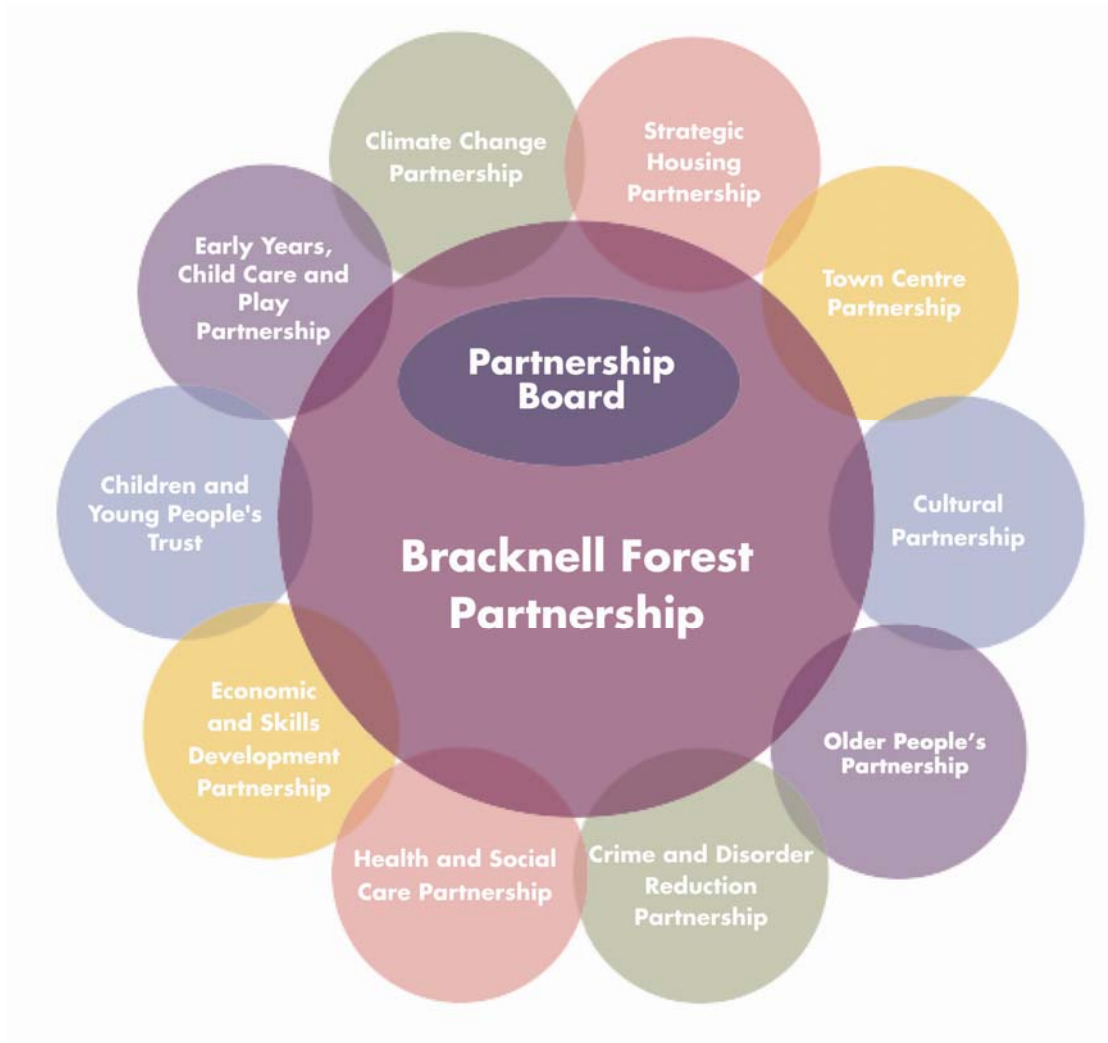 Climate Change
Partnership
Strategic
Housing
Partnership
Early Years,
Child Care and
Play
Partnership
Town Centre
Partnership
Partnership
Board
Children and
Young People's
Trust
Cultural
Partnership
Bracknell Forest
Partnership
Economic
and Skills
Development
Partnership
Older People’s
Partnership
Health and Social
Care Partnership
Crime and Disorder
Reduction
Partnership